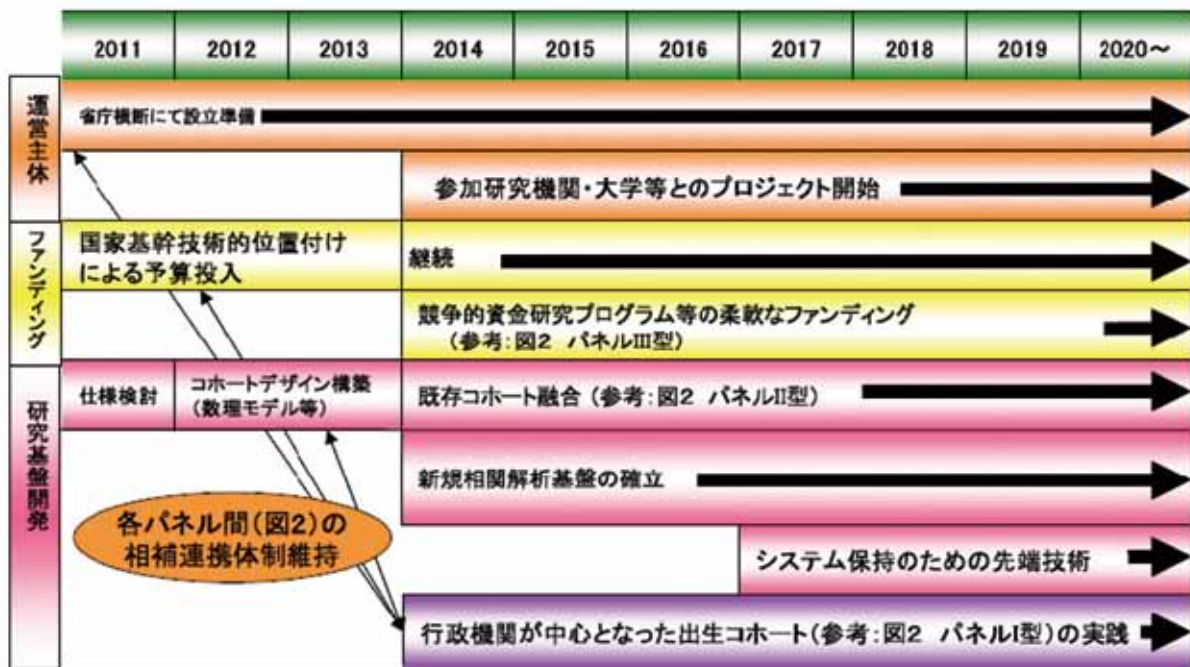 2011 2012 2013 2014 2015 2016 2017 2018 2019 2020～
運営主体
省庁横断にて設立準備
参加研究機関・大学等とのプロジェクト開始
ファンディング
国家基幹技術的位置付け
による予算投入
継続
競争的資金研究プログラム等の柔軟なファンディング
（参考：図2　パネルIII型）
研究基盤開発
仕様検討
コホートデザイン構築
（数理モデル等）
既存コホート融合（参考：図2　パネルII型）
新規相関解析基盤の確立
各パネル間（図2）の
相補連携体制維持
システム保持のための先端技術
行政機関が中心となった出生コホート（参考：図2　パネルI型）の実践